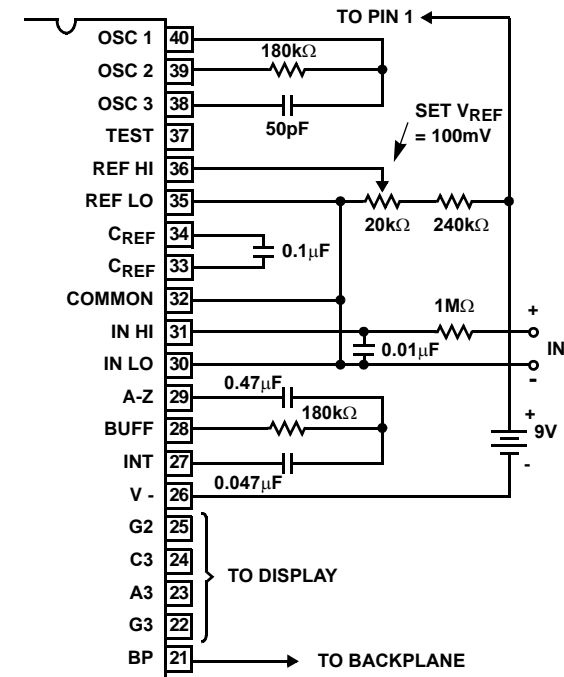 TO PIN 1
OSC 1 40
180kΩ
OSC 2 39
OSC 3 38
50pF
SET VREF
= 100mV
TEST 37
REF HI 36
REF LO 35
20kΩ 240kΩ
CREF 34
0.1μF
CREF 33
COMMON 32
1MΩ
+
IN HI 31
0.01μF
IN
IN LO 30
-
A-Z 29
0.47μF
BUFF 28
180kΩ
+
9V
-
INT 27
0.047μF
V - 26
G2 25
C3 24
TO DISPLAY
A3 23
G3 22
BP 21
TO BACKPLANE